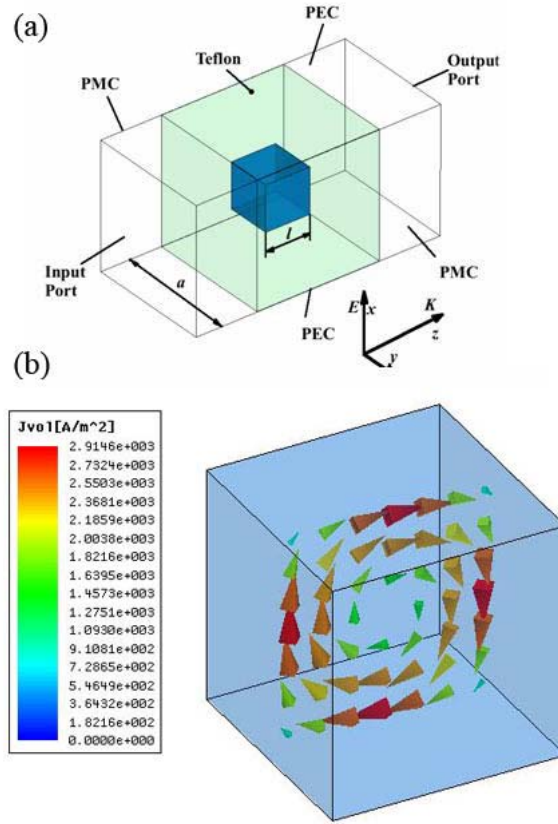 (a)
PEC
Teflon
Output
Port
PMC
l
Input
Port
a
PMC
PEC
E
x
K
z
y
(b)
Jvol[A/m^2]
2.9146e+003
2.7324e+003
2.5503e+003
2.3681e+003
2.1859e+003
2.0038e+003
1.8216e+003
1.6395e+003
1.4573e+003
1.2751e+003
1.0930e+003
9.1081e+002
7.2865e+002
5.4649e+002
3.6432e+002
1.8216e+002
0.0000e+000